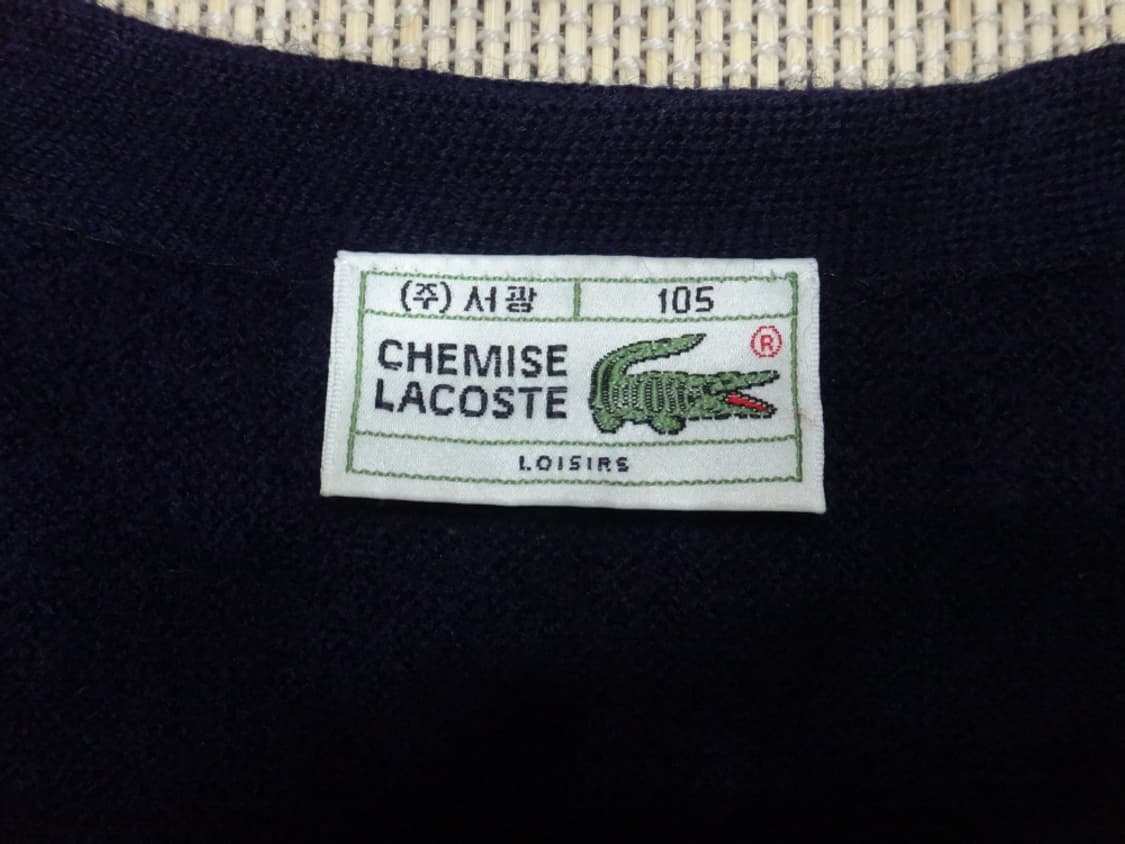 (주) 서광 105
CHEMISE
LACOSTE ®
LOISIRS